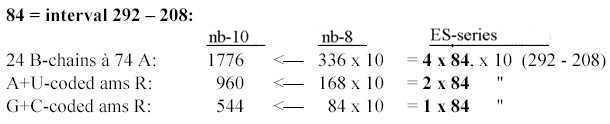 84 = interval 292 – 208:
nb-10 nb-8 ES-series
24 B-chains à 74 A: 1776 <— 336 x 10 = 4 x 84, x 10 (292 - 208)
A+U-coded ams R: 960 <— 168 x 10 = 2 x 84 "
G+C-coded ams R: 544 <— 84 x 10 = 1 x 84 "